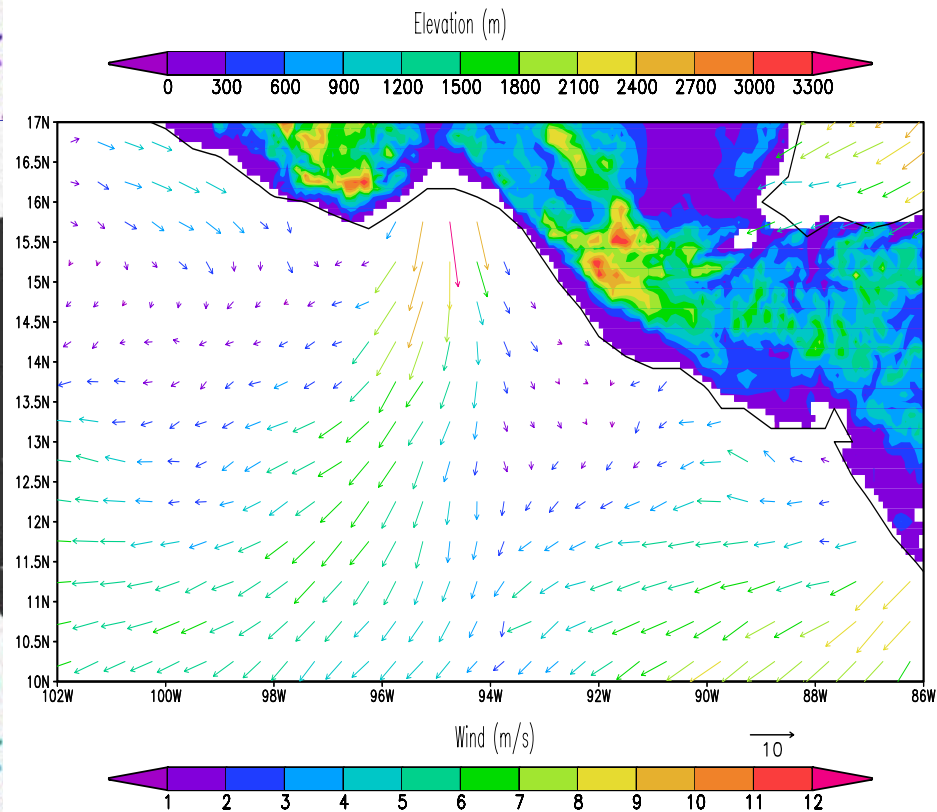 Elevation (m)
0 300 600 900 1200 1500 1800 2100 2400 2700 3000 3300
17N
16.5N
16N
15.5N
15N
14.5N
14N
13.5N
13N
12.5N
12N
11.5N
11N
10.5N
10N
102W 100W 98W 96W 94W 92W 90W 88W 86W
Wind (m/s)
10
1 2 3 4 5 6 7 8 9 10 11 12